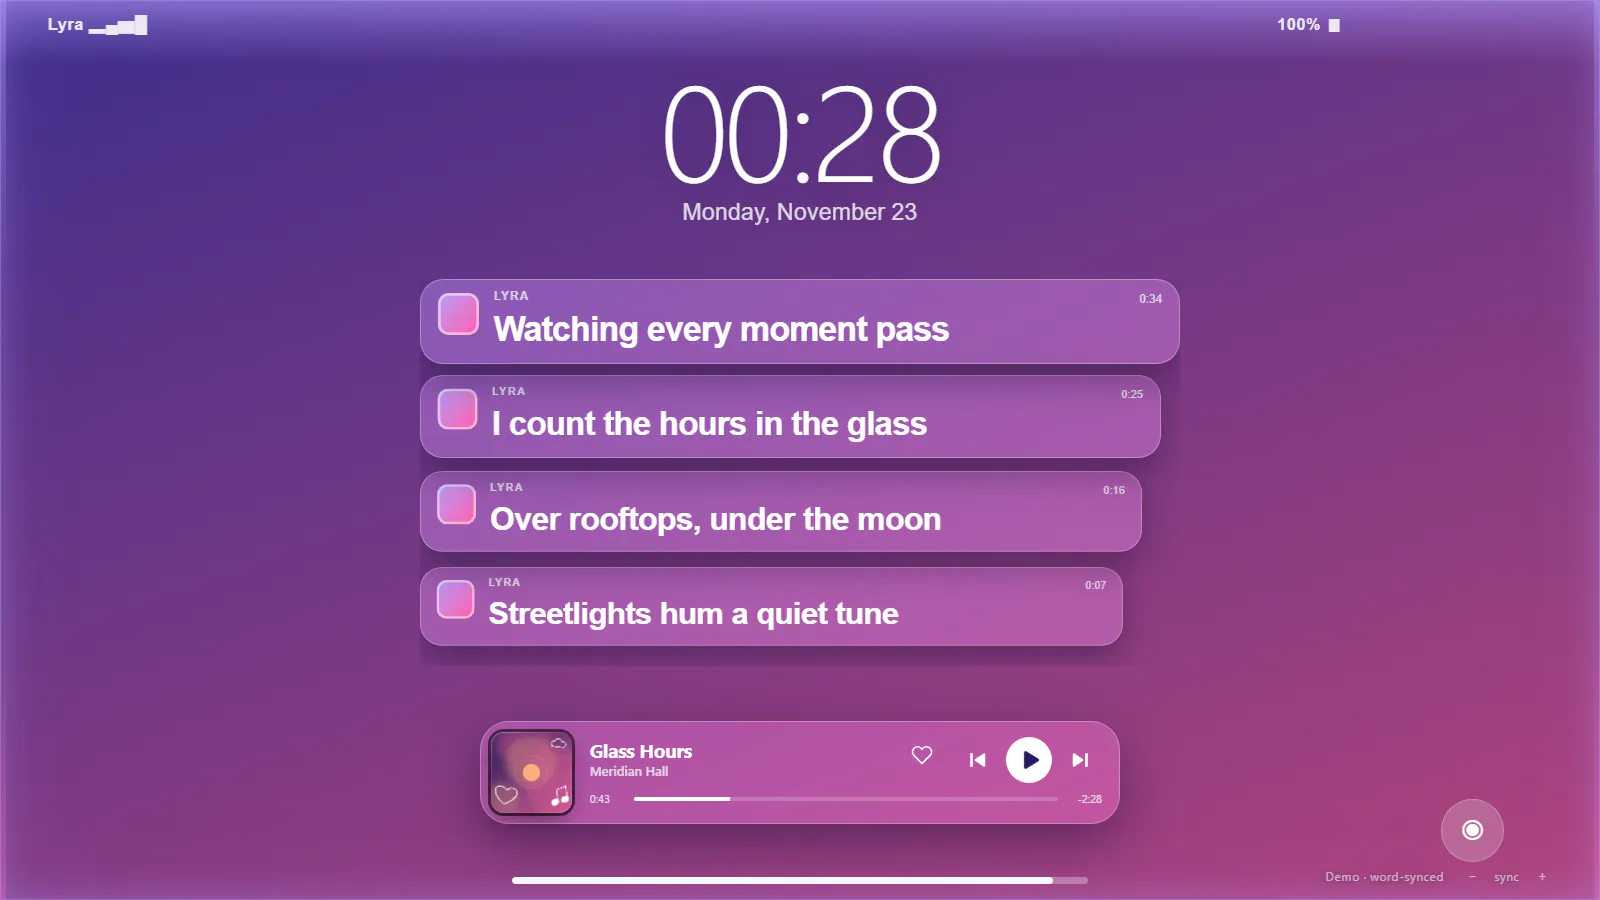 Lyra
100%
00:28
Monday, November 23
LYRA
0:34
Watching every moment pass
LYRA
0:25
I count the hours in the glass
LYRA
0:16
Over rooftops, under the moon
LYRA
0:07
Streetlights hum a quiet tune
Glass Hours
Meridian Hall
0:43
-2:28
Demo · word-synced − sync +